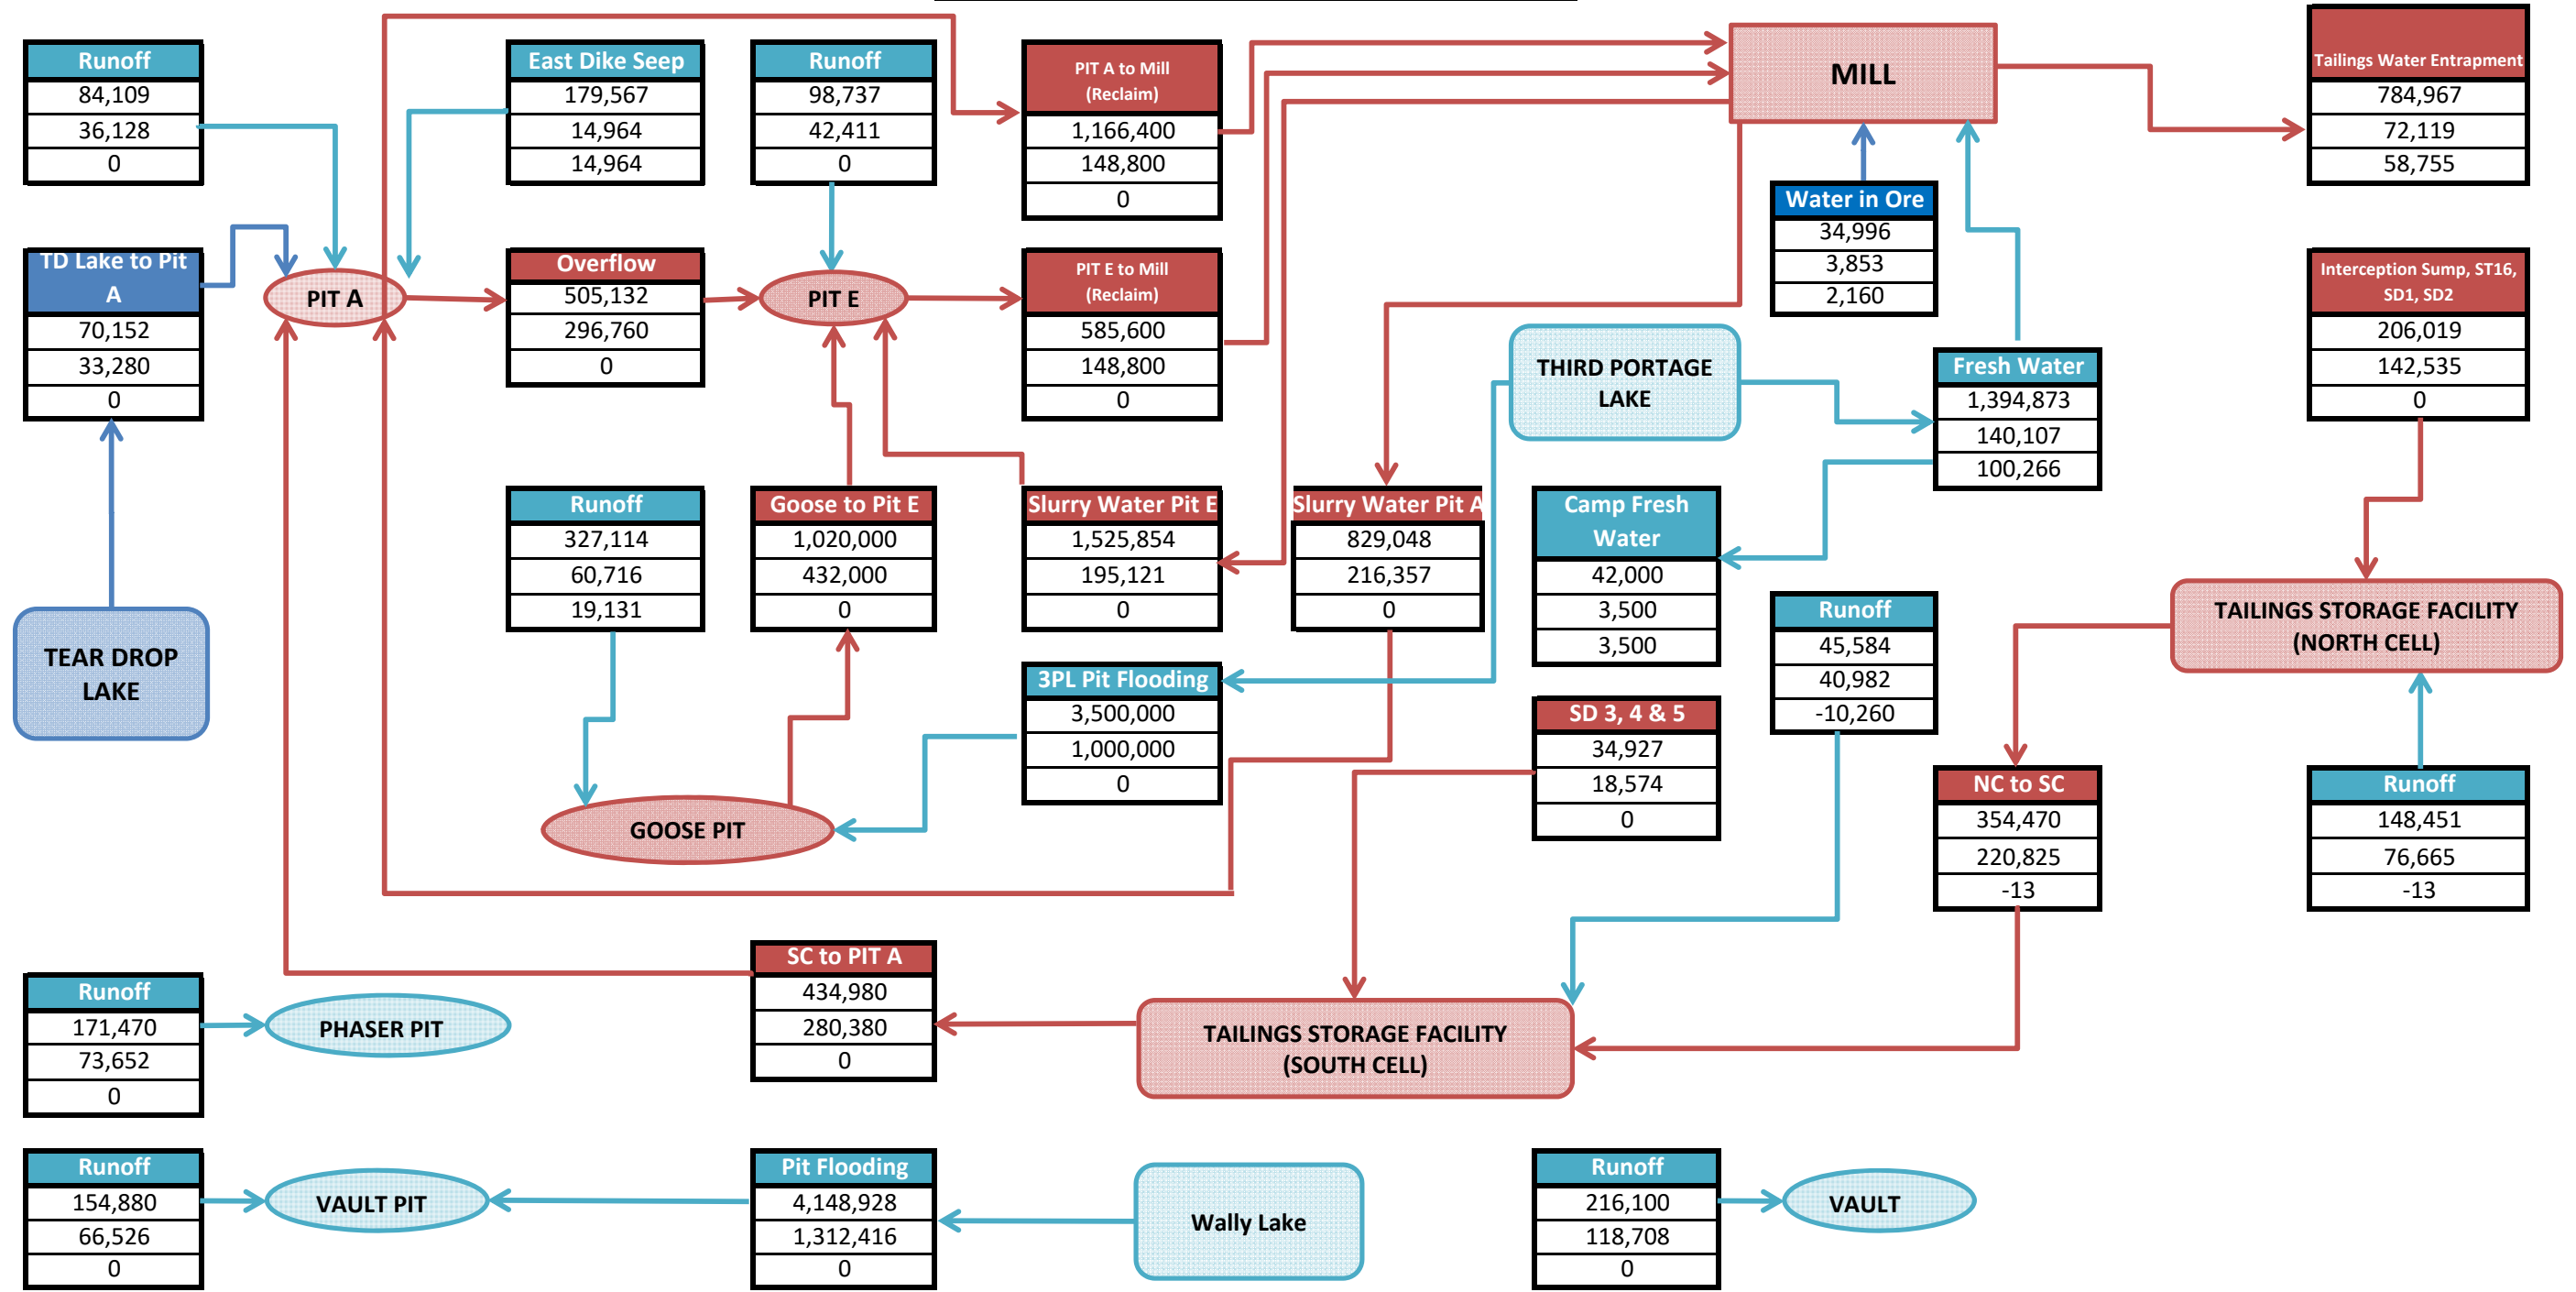 Runoff
84,109
36,128
0
East Dike Seep
179,567
14,964
14,964
Runoff
98,737
42,411
0
PIT A to Mill
(Reclaim)
1,166,400
148,800
0
MILL
Tailings Water Entrapment
784,967
72,119
58,755
Water in Ore
34,996
3,853
2,160
TD Lake to Pit
A
70,152
33,280
0
PIT A
Overflow
505,132
296,760
0
PIT E
PIT E to Mill
(Reclaim)
585,600
148,800
0
THIRD PORTAGE
LAKE
Fresh Water
1,394,873
140,107
100,266
Interception Sump, ST16,
SD1, SD2
206,019
142,535
0
Runoff
327,114
60,716
19,131
Goose to Pit E
1,020,000
432,000
0
Slurry Water Pit E
1,525,854
195,121
0
Slurry Water Pit A
829,048
216,357
0
Camp Fresh
Water
42,000
3,500
3,500
Runoff
45,584
40,982
-10,260
TAILINGS STORAGE FACILITY
(NORTH CELL)
TEAR DROP
LAKE
3PL Pit Flooding
3,500,000
1,000,000
0
SD 3, 4 & 5
34,927
18,574
0
NC to SC
354,470
220,825
-13
Runoff
148,451
76,665
-13
GOOSE PIT
SC to PIT A
434,980
280,380
0
TAILINGS STORAGE FACILITY
(SOUTH CELL)
Runoff
171,470
73,652
0
PHASER PIT
Runoff
154,880
66,526
0
VAULT PIT
Pit Flooding
4,148,928
1,312,416
0
Wally Lake
Runoff
216,100
118,708
0
VAULT